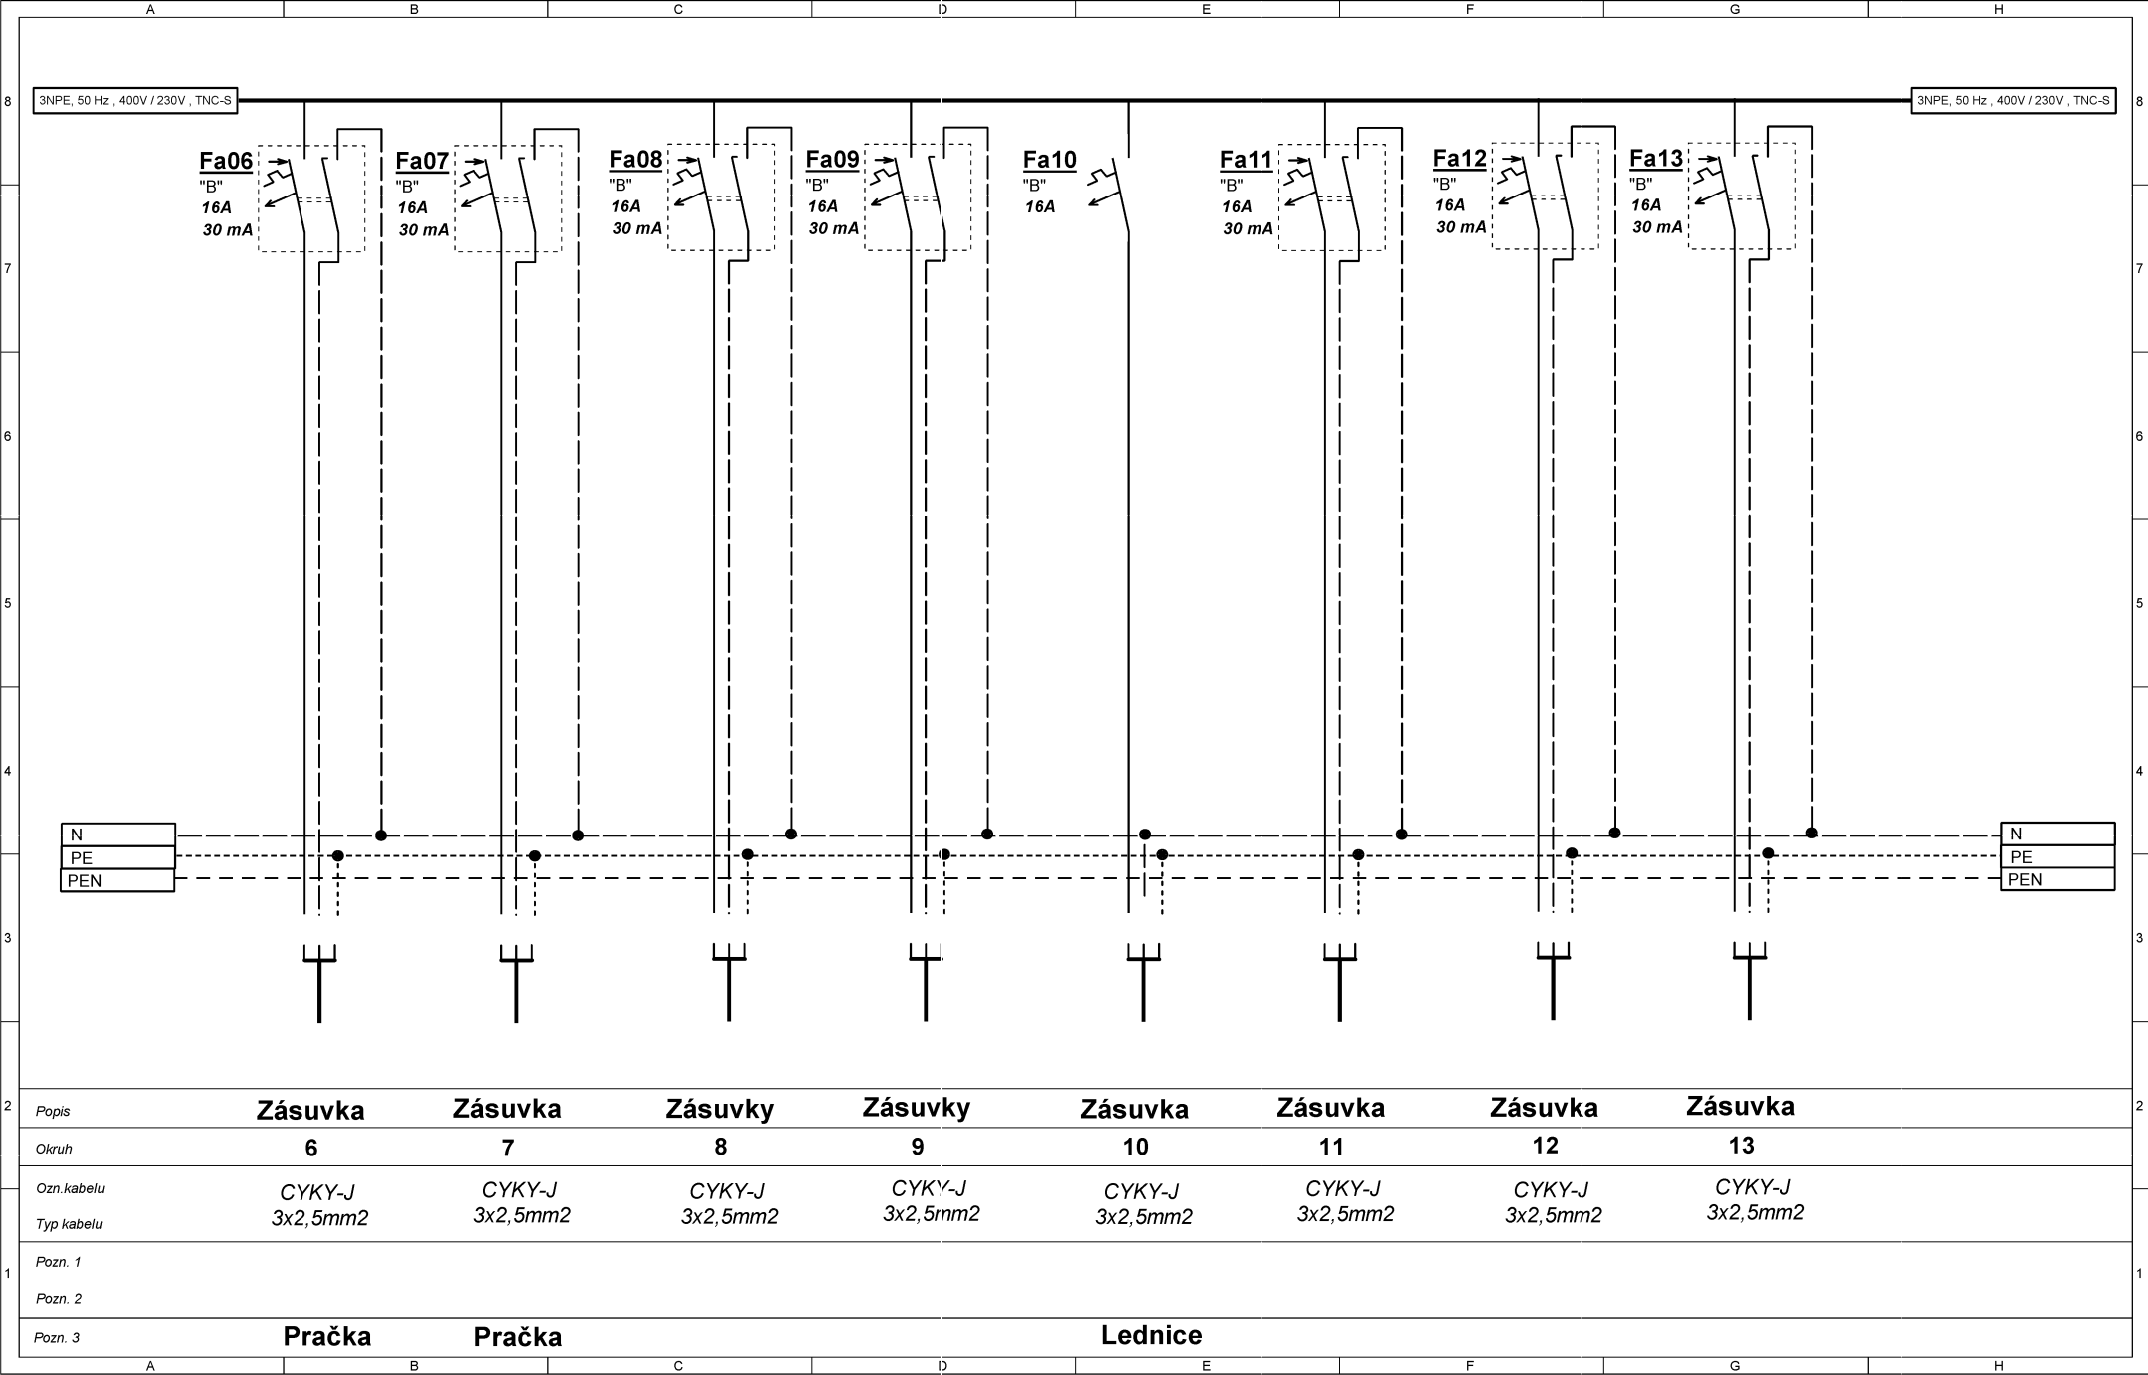 A B C D E F G H
8 3NPE, 50 Hz , 400V / 230V , TNC-S 3NPE, 50 Hz , 400V / 230V , TNC-S 8
Fa06 Fa07 Fa08 Fa09 Fa10 Fa11 Fa12 Fa13
"B" "B" "B" "B" "B" "B" "B" "B"
16A 16A 16A 16A 16A 16A 16A 16A
30 mA 30 mA 30 mA 30 mA 30 mA 30 mA 30 mA
7 7
6 6
5 5
4 4
N N
PE PE
PEN PEN
3 3
2 Popis Zásuvka Zásuvka Zásuvky Zásuvky Zásuvka Zásuvka Zásuvka Zásuvka 2
Okruh 6 7 8 9 10 11 12 13
Ozn.kabelu CYKY-J CYKY-J CYKY-J CYKY-J CYKY-J CYKY-J CYKY-J CYKY-J
Typ kabelu 3x2,5mm2 3x2,5mm2 3x2,5mm2 3x2,5mm2 3x2,5mm2 3x2,5mm2 3x2,5mm2 3x2,5mm2
Pozn. 1
1 1
Pozn. 2
Pozn. 3 Pračka Pračka Lednice
A B C D E F G H